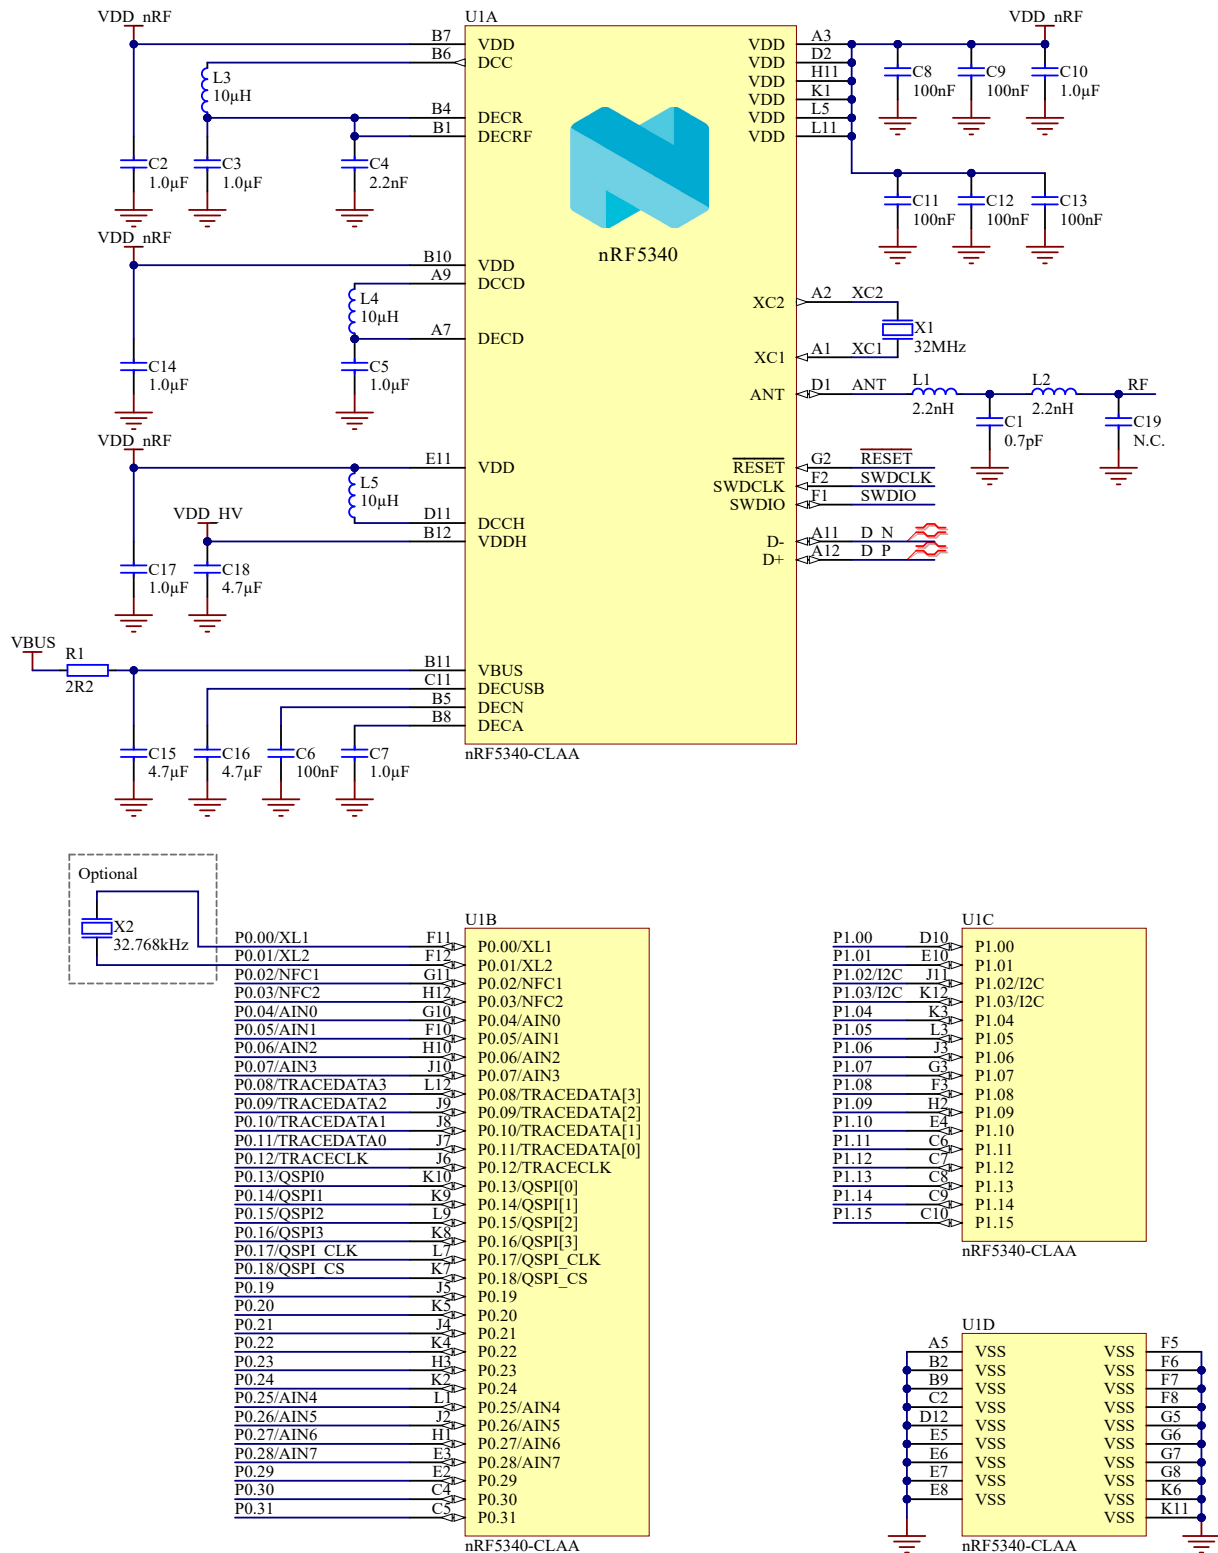 VDD_nRF
U1A
VDD_nRF
B7 VDD
B6 DCC
L3
10µH
B4 DECR
B1 DECRF
C2
1.0µF
C3
1.0µF
C4
2.2nF
VDD A3
VDD D2
VDD H11
VDD K1
VDD L5
VDD L11
C8
100nF
C9
100nF
C10
1.0µF
C11
100nF
C12
100nF
C13
100nF
nRF5340
VDD_nRF
B10 VDD
A9 DCCD
L4
10µH
A7 DECD
C14
1.0µF
C5
1.0µF
XC2 A2 XC2
X1
32MHz
XC1 A1 XC1
ANT D1 ANT
L1
2.2nH
L2
2.2nH
RF
C1
0.7pF
C19
N.C.
VDD_nRF
E11 VDD
L5
10µH
VDD_HV
D11 DCCH
B12 VDDH
C17
1.0µF
C18
4.7µF
RESET G2 RESET
SWDCLK F2 SWDCLK
SWDIO F1 SWDIO
D- A11 D_N
D+ A12 D_P
VBUS
R1
2R2
B11 VBUS
C11 DECUSB
B5 DECN
B8 DECA
C15
4.7µF
C16
4.7µF
C6
100nF
C7
1.0µF
nRF5340-CLAA
Optional
X2
32.768kHz
U1B
P0.00/XL1 F11 P0.00/XL1
P0.01/XL2 F12 P0.01/XL2
P0.02/NFC1 G11 P0.02/NFC1
P0.03/NFC2 H12 P0.03/NFC2
P0.04/AIN0 G10 P0.04/AIN0
P0.05/AIN1 F10 P0.05/AIN1
P0.06/AIN2 H10 P0.06/AIN2
P0.07/AIN3 J10 P0.07/AIN3
P0.08/TRACEDATA3 L12 P0.08/TRACEDATA[3]
P0.09/TRACEDATA2 J9 P0.09/TRACEDATA[2]
P0.10/TRACEDATA1 J8 P0.10/TRACEDATA[1]
P0.11/TRACEDATA0 J7 P0.11/TRACEDATA[0]
P0.12/TRACECLK J6 P0.12/TRACECLK
P0.13/QSPI0 K10 P0.13/QSPI[0]
P0.14/QSPI1 K9 P0.14/QSPI[1]
P0.15/QSPI2 L9 P0.15/QSPI[2]
P0.16/QSPI3 K8 P0.16/QSPI[3]
P0.17/QSPI_CLK L7 P0.17/QSPI_CLK
P0.18/QSPI_CS K7 P0.18/QSPI_CS
P0.19 J5 P0.19
P0.20 K5 P0.20
P0.21 J4 P0.21
P0.22 K4 P0.22
P0.23 H3 P0.23
P0.24 K2 P0.24
P0.25/AIN4 L1 P0.25/AIN4
P0.26/AIN5 J2 P0.26/AIN5
P0.27/AIN6 H1 P0.27/AIN6
P0.28/AIN7 E3 P0.28/AIN7
P0.29 E2 P0.29
P0.30 C4 P0.30
P0.31 C5 P0.31
nRF5340-CLAA
U1C
P1.00 D10 P1.00
P1.01 E10 P1.01
P1.02/I2C J11 P1.02/I2C
P1.03/I2C K12 P1.03/I2C
P1.04 K3 P1.04
P1.05 L3 P1.05
P1.06 J3 P1.06
P1.07 G3 P1.07
P1.08 F3 P1.08
P1.09 H2 P1.09
P1.10 E4 P1.10
P1.11 C6 P1.11
P1.12 C7 P1.12
P1.13 C8 P1.13
P1.14 C9 P1.14
P1.15 C10 P1.15
nRF5340-CLAA
U1D
A5 VSS VSS F5
B2 VSS VSS F6
B9 VSS VSS F7
C2 VSS VSS F8
D12 VSS VSS G5
E5 VSS VSS G6
E6 VSS VSS G7
E7 VSS VSS G8
E8 VSS VSS K6
VSS K11
nRF5340-CLAA